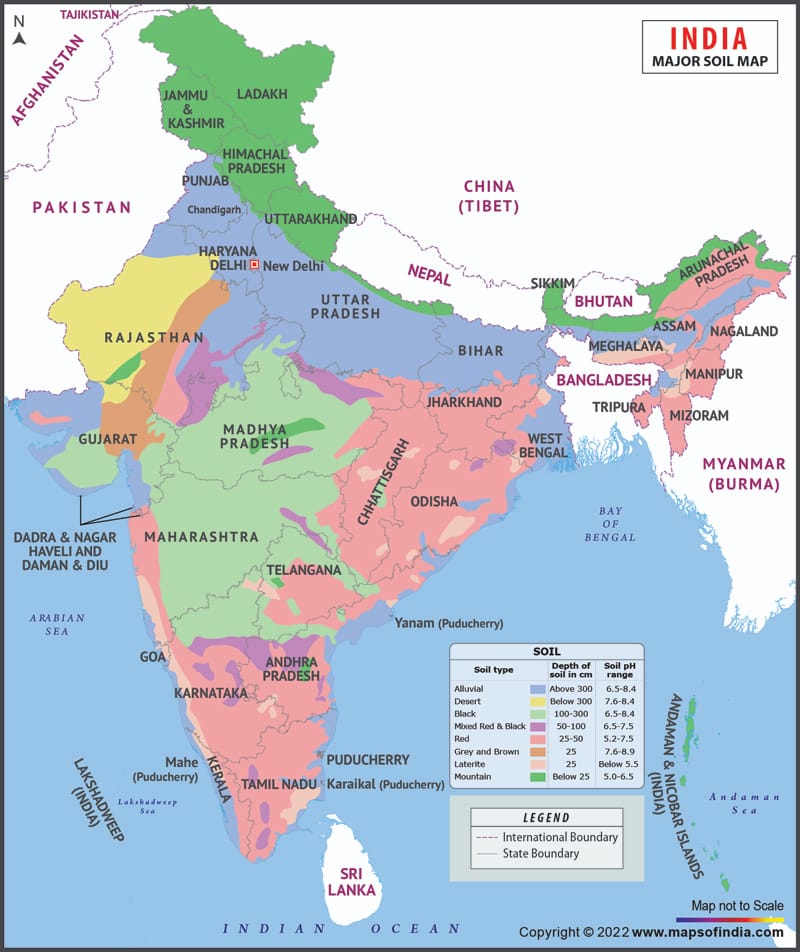 N
TAJIKISTAN
AFGHANISTAN
INDIA
MAJOR SOIL MAP
JAMMU
&
KASHMIR
LADAKH
HIMACHAL
PRADESH
PUNJAB
Chandigarh
UTTARAKHAND
PAKISTAN
CHINA
(TIBET)
HARYANA
DELHI
New Delhi
NEPAL
SIKKIM
BHUTAN
ARUNACHAL
PRADESH
RAJASTHAN
UTTAR
PRADESH
BIHAR
ASSAM
NAGALAND
MEGHALAYA
MANIPUR
BANGLADESH
TRIPURA
MIZORAM
GUJARAT
MADHYA
PRADESH
JHARKHAND
WEST
BENGAL
MYANMAR
(BURMA)
CHHATTISGARH
ODISHA
DADRA & NAGAR
HAVELI AND
DAMAN & DIU
MAHARASHTRA
BAY
OF
BENGAL
TELANGANA
ARABIAN
SEA
Yanam (Puducherry)
GOA
ANDHRA
PRADESH
KARNATAKA
SOIL
Soil type Depth of soil in cm Soil pH range
Alluvial Above 300 6.5-8.4
Desert Below 300 7.6-8.4
Black 100-300 6.5-8.4
Mixed Red & Black 50-100 6.5-7.5
Red 25-50 5.2-7.5
Grey and Brown 25 7.6-8.9
Laterite 25 Below 5.5
Mountain Below 25 5.0-6.5
Mahe
(Puducherry)
KERALA
PUDUCHERRY
TAMIL NADU
Karaikal (Puducherry)
LAKSHADWEEP
(INDIA)
Lakshadweep
Sea
ANDAMAN & NICOBAR ISLANDS
(INDIA)
Andaman
Sea
LEGEND
International Boundary
State Boundary
SRI
LANKA
INDIAN OCEAN
Map not to Scale
Copyright © 2022 www.mapsofindia.com